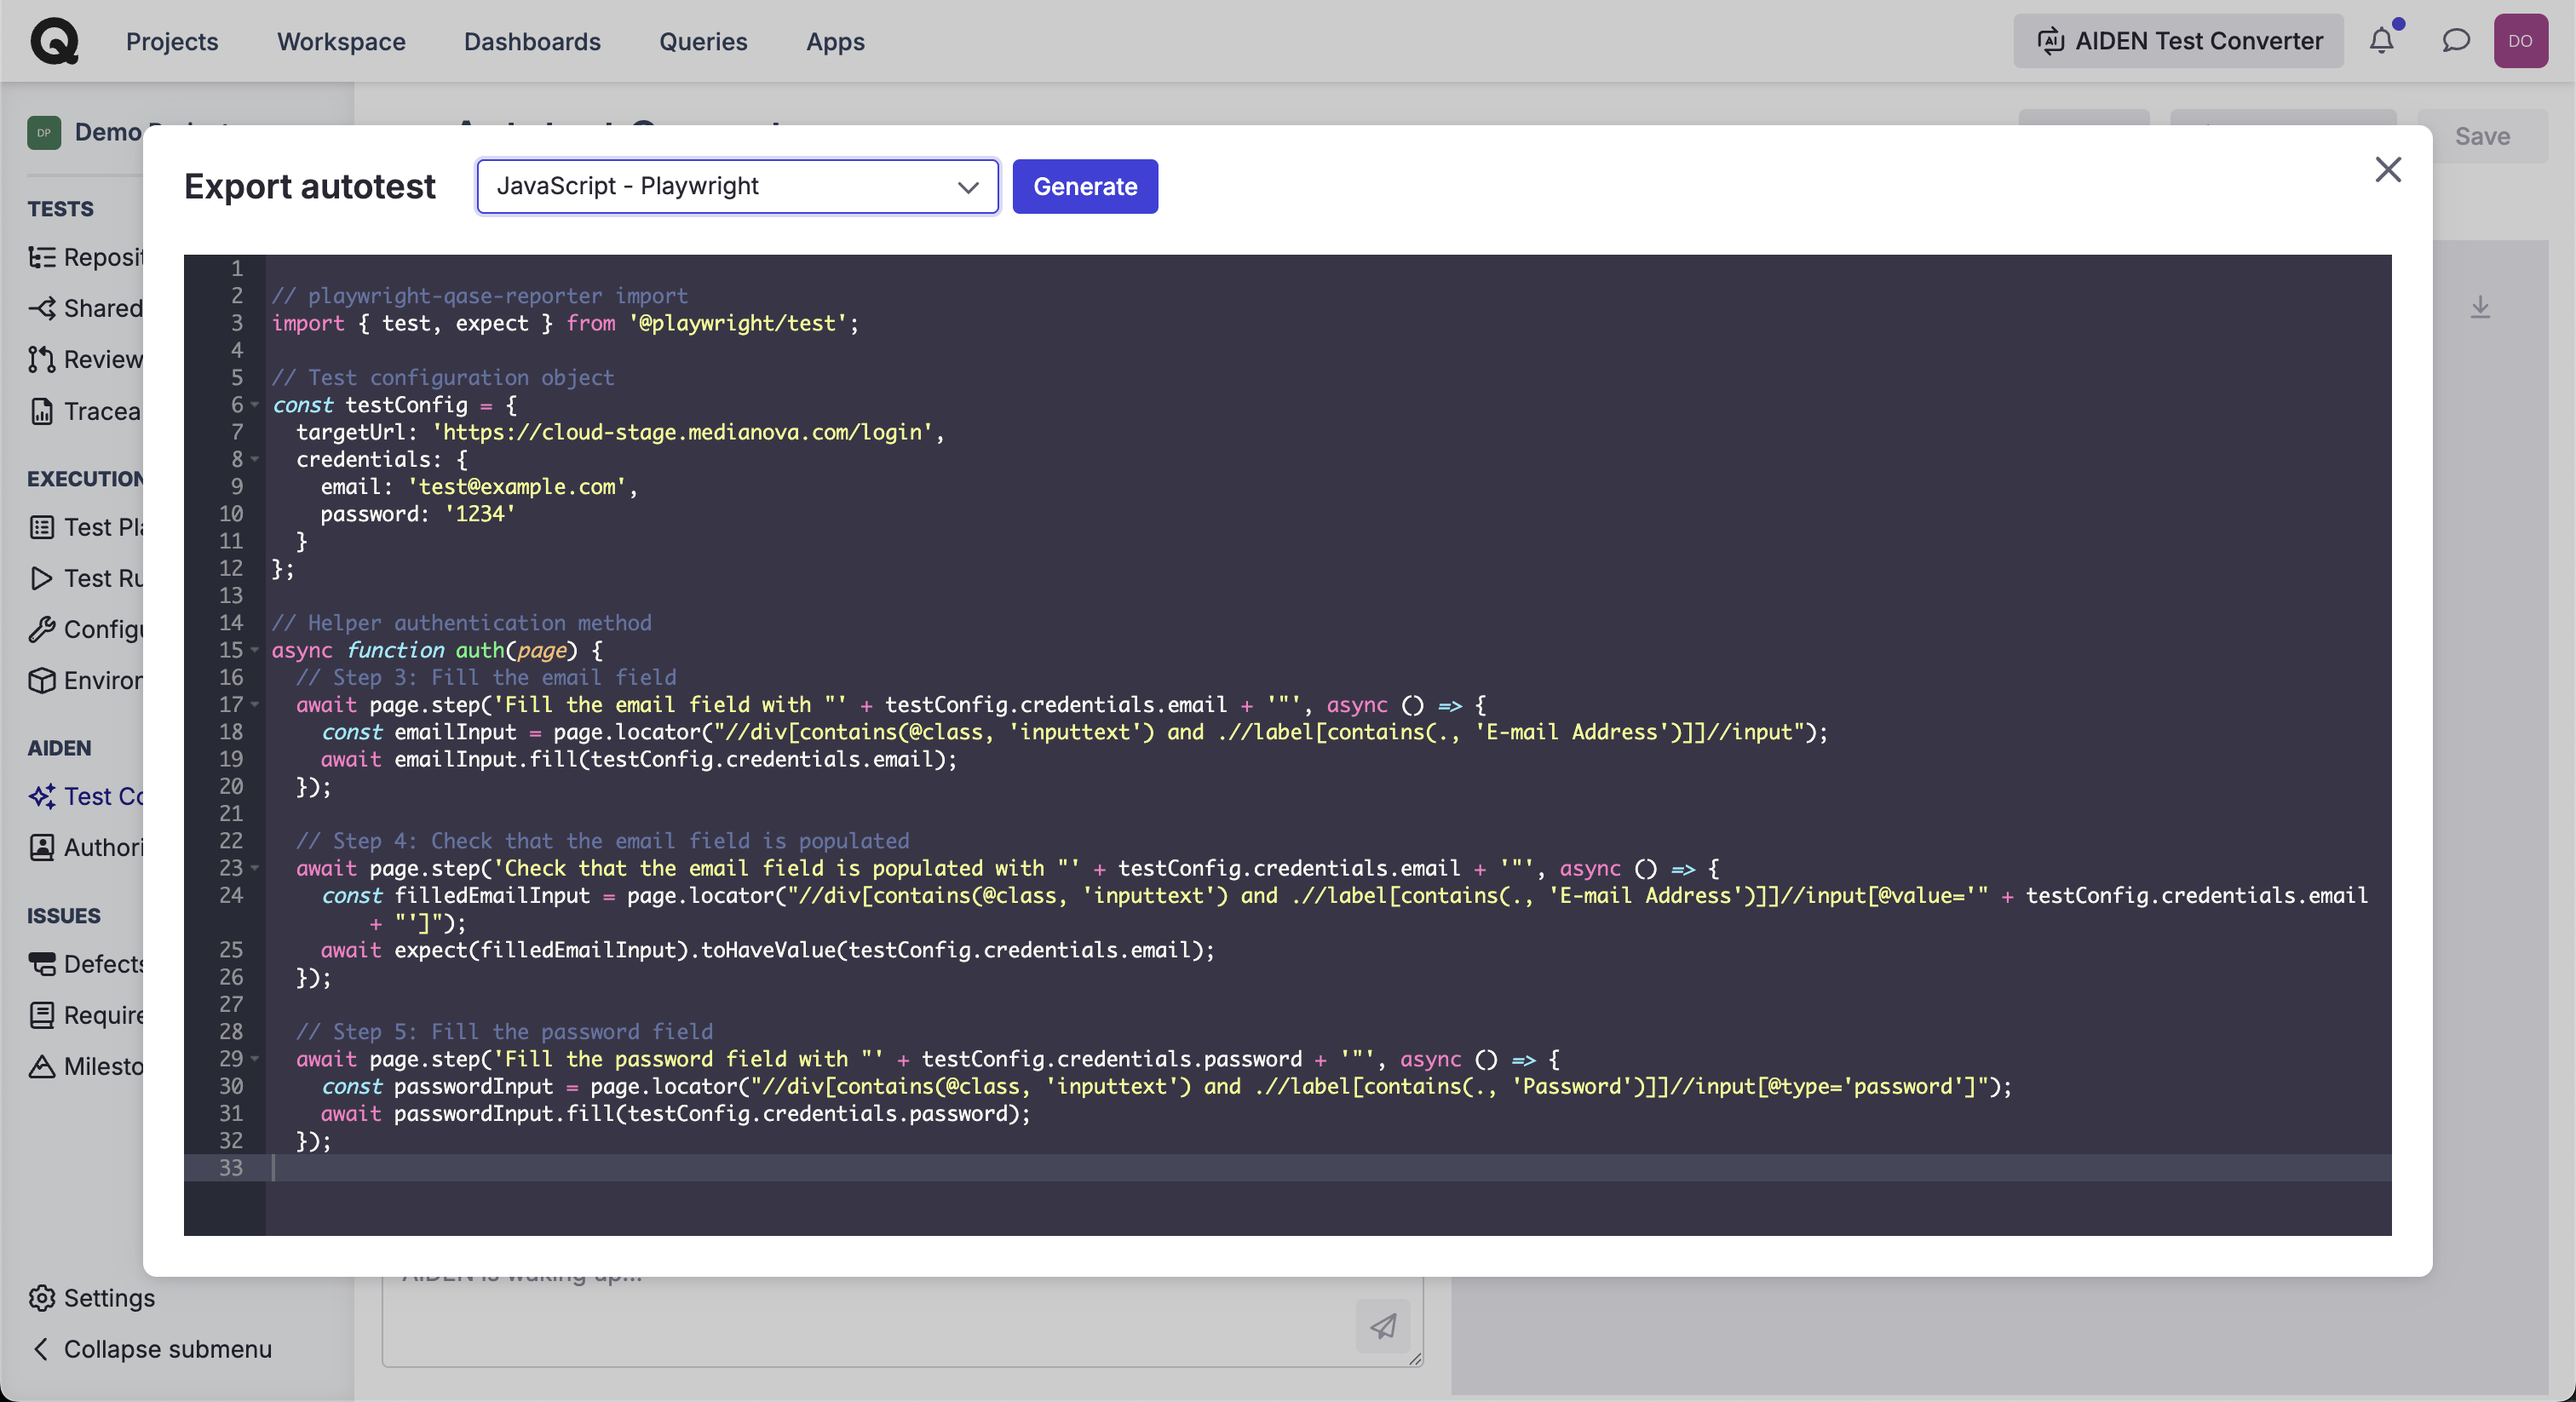 Projects
Workspace
Dashboards
Queries
Apps
AIDEN Test Converter
DO
DP
Demo
Save
TESTS
Reposit
Shared
Review
Tracea
EXECUTION
Test Pla
Test Ru
Configu
Environ
AIDEN
Test Co
Authori
ISSUES
Defects
Require
Milesto
Settings
Collapse submenu
Export autotest
JavaScript - Playwright
Generate
1
2 // playwright-qase-reporter import
3 import { test, expect } from '@playwright/test';
4
5 // Test configuration object
6 const testConfig = {
7 targetUrl: 'https://cloud-stage.medianova.com/login',
8 credentials: {
9 email: 'test@example.com',
10 password: '1234'
11 }
12 };
13
14 // Helper authentication method
15 async function auth(page) {
16 // Step 3: Fill the email field
17 await page.step('Fill the email field with "' + testConfig.credentials.email + '"', async () => {
18 const emailInput = page.locator("//div[contains(@class, 'inputtext') and .//label[contains(., 'E-mail Address')]]//input");
19 await emailInput.fill(testConfig.credentials.email);
20 });
21
22 // Step 4: Check that the email field is populated
23 await page.step('Check that the email field is populated with "' + testConfig.credentials.email + '"', async () => {
24 const filledEmailInput = page.locator("//div[contains(@class, 'inputtext') and .//label[contains(., 'E-mail Address')]]//input[@value='" + testConfig.credentials.email
+ "']");
25 await expect(filledEmailInput).toHaveValue(testConfig.credentials.email);
26 });
27
28 // Step 5: Fill the password field
29 await page.step('Fill the password field with "' + testConfig.credentials.password + '"', async () => {
30 const passwordInput = page.locator("//div[contains(@class, 'inputtext') and .//label[contains(., 'Password')]]//input[@type='password']");
31 await passwordInput.fill(testConfig.credentials.password);
32 });
33
AIDEN is waking up...